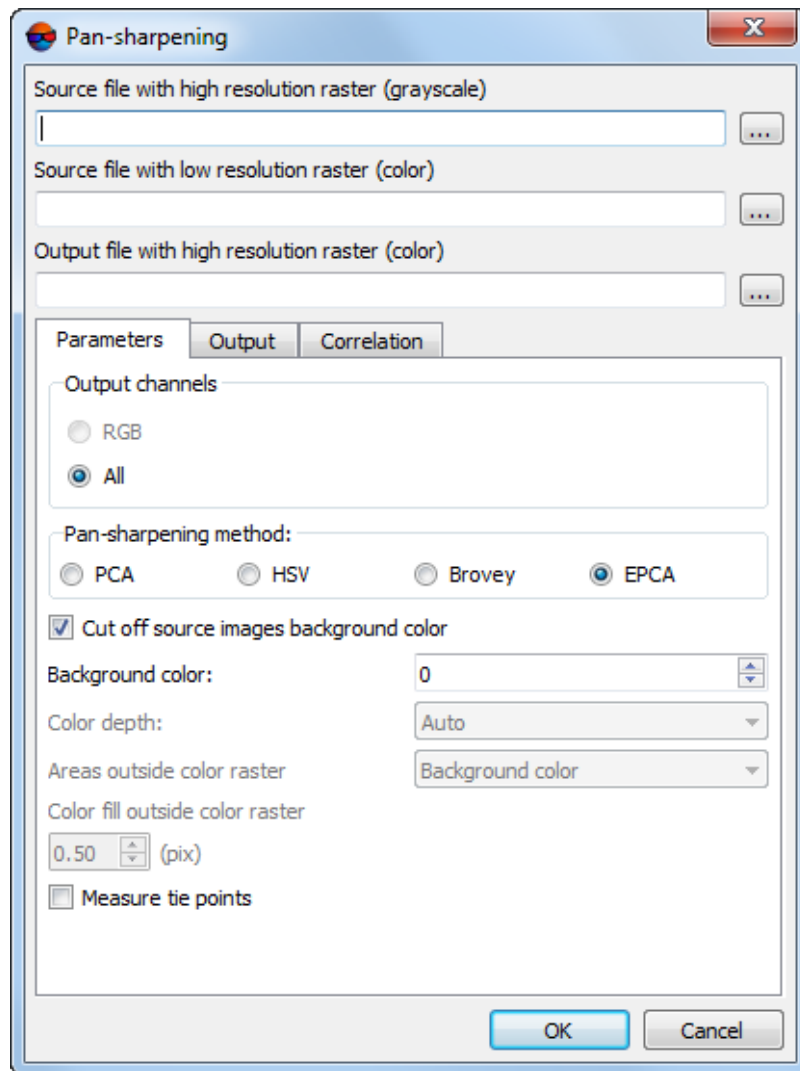 Pan-sharpening
Source file with high resolution raster (grayscale)
...
Source file with low resolution raster (color)
...
Output file with high resolution raster (color)
...
Parameters Output Correlation
Output channels
RGB
All
Pan-sharpening method:
PCA HSV Brovey EPCA
Cut off source images background color
Background color: 0
Color depth: Auto
Areas outside color raster Background color
Color fill outside color raster
0.50 (pix)
Measure tie points
OK Cancel